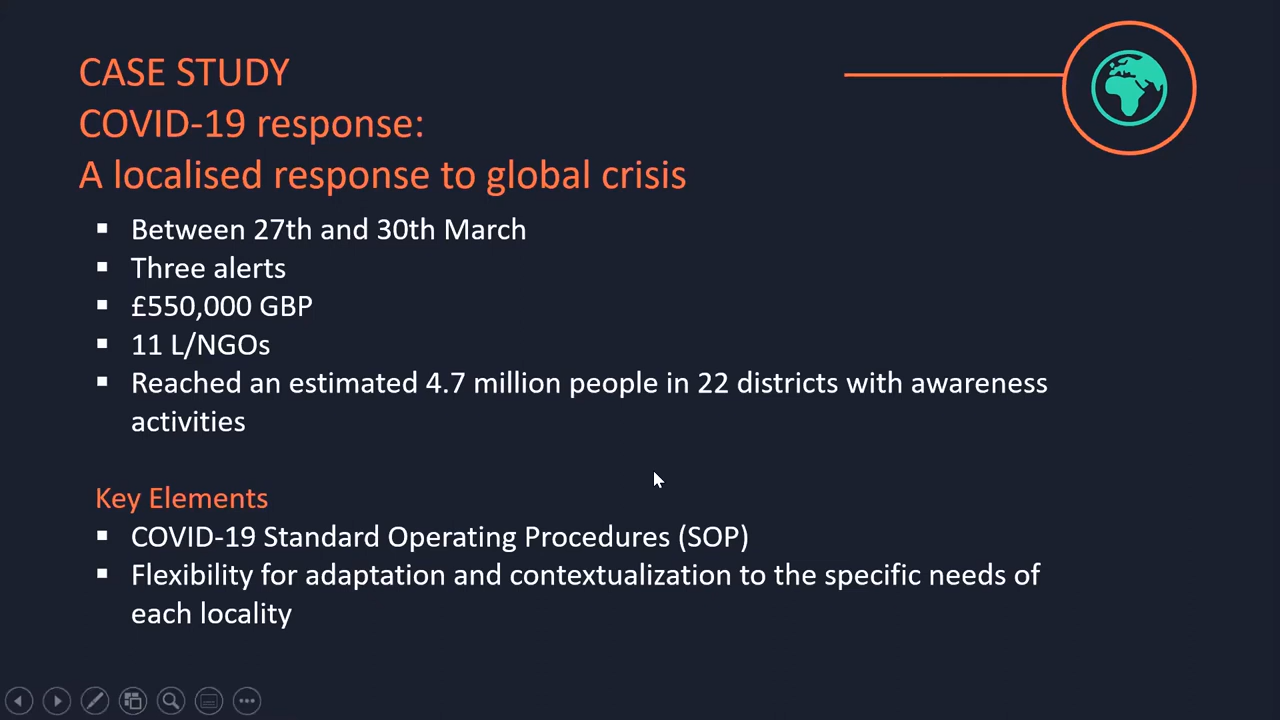 CASE STUDY
COVID-19 response:
A localised response to global crisis
▪ Between 27th and 30th March
▪ Three alerts
▪ £550,000 GBP
▪ 11 L/NGOs
▪ Reached an estimated 4.7 million people in 22 districts with awareness
activities
Key Elements
▪ COVID-19 Standard Operating Procedures (SOP)
▪ Flexibility for adaptation and contextualization to the specific needs of
each locality